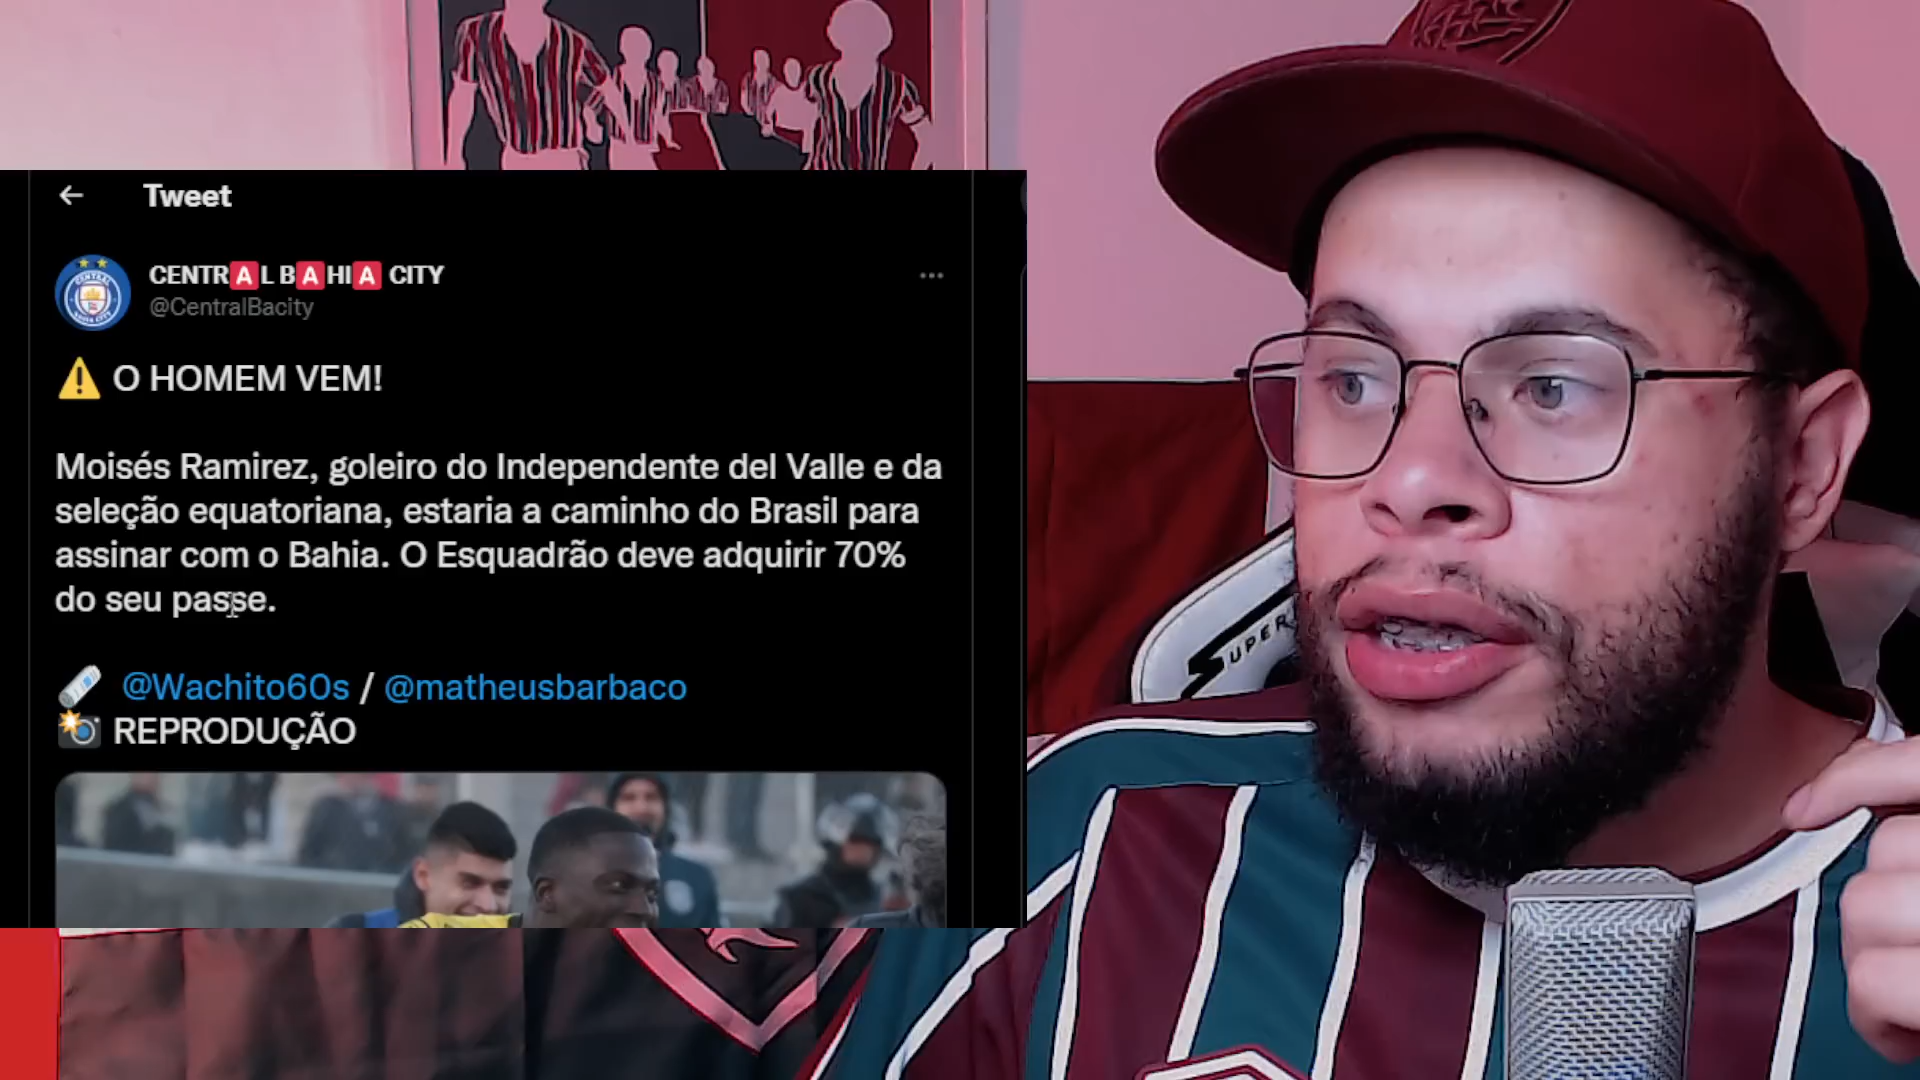 Tweet
CENTRAL BAHIA CITY
@CentralBacity
O HOMEM VEM!
Moisés Ramirez, goleiro do Independente del Valle e da
seleção equatoriana, estaria a caminho do Brasil para
assinar com o Bahia. O Esquadrão deve adquirir 70%
do seu passe.
@Wachito60s / @matheusbarbaco
REPRODUÇÃO
SUPER